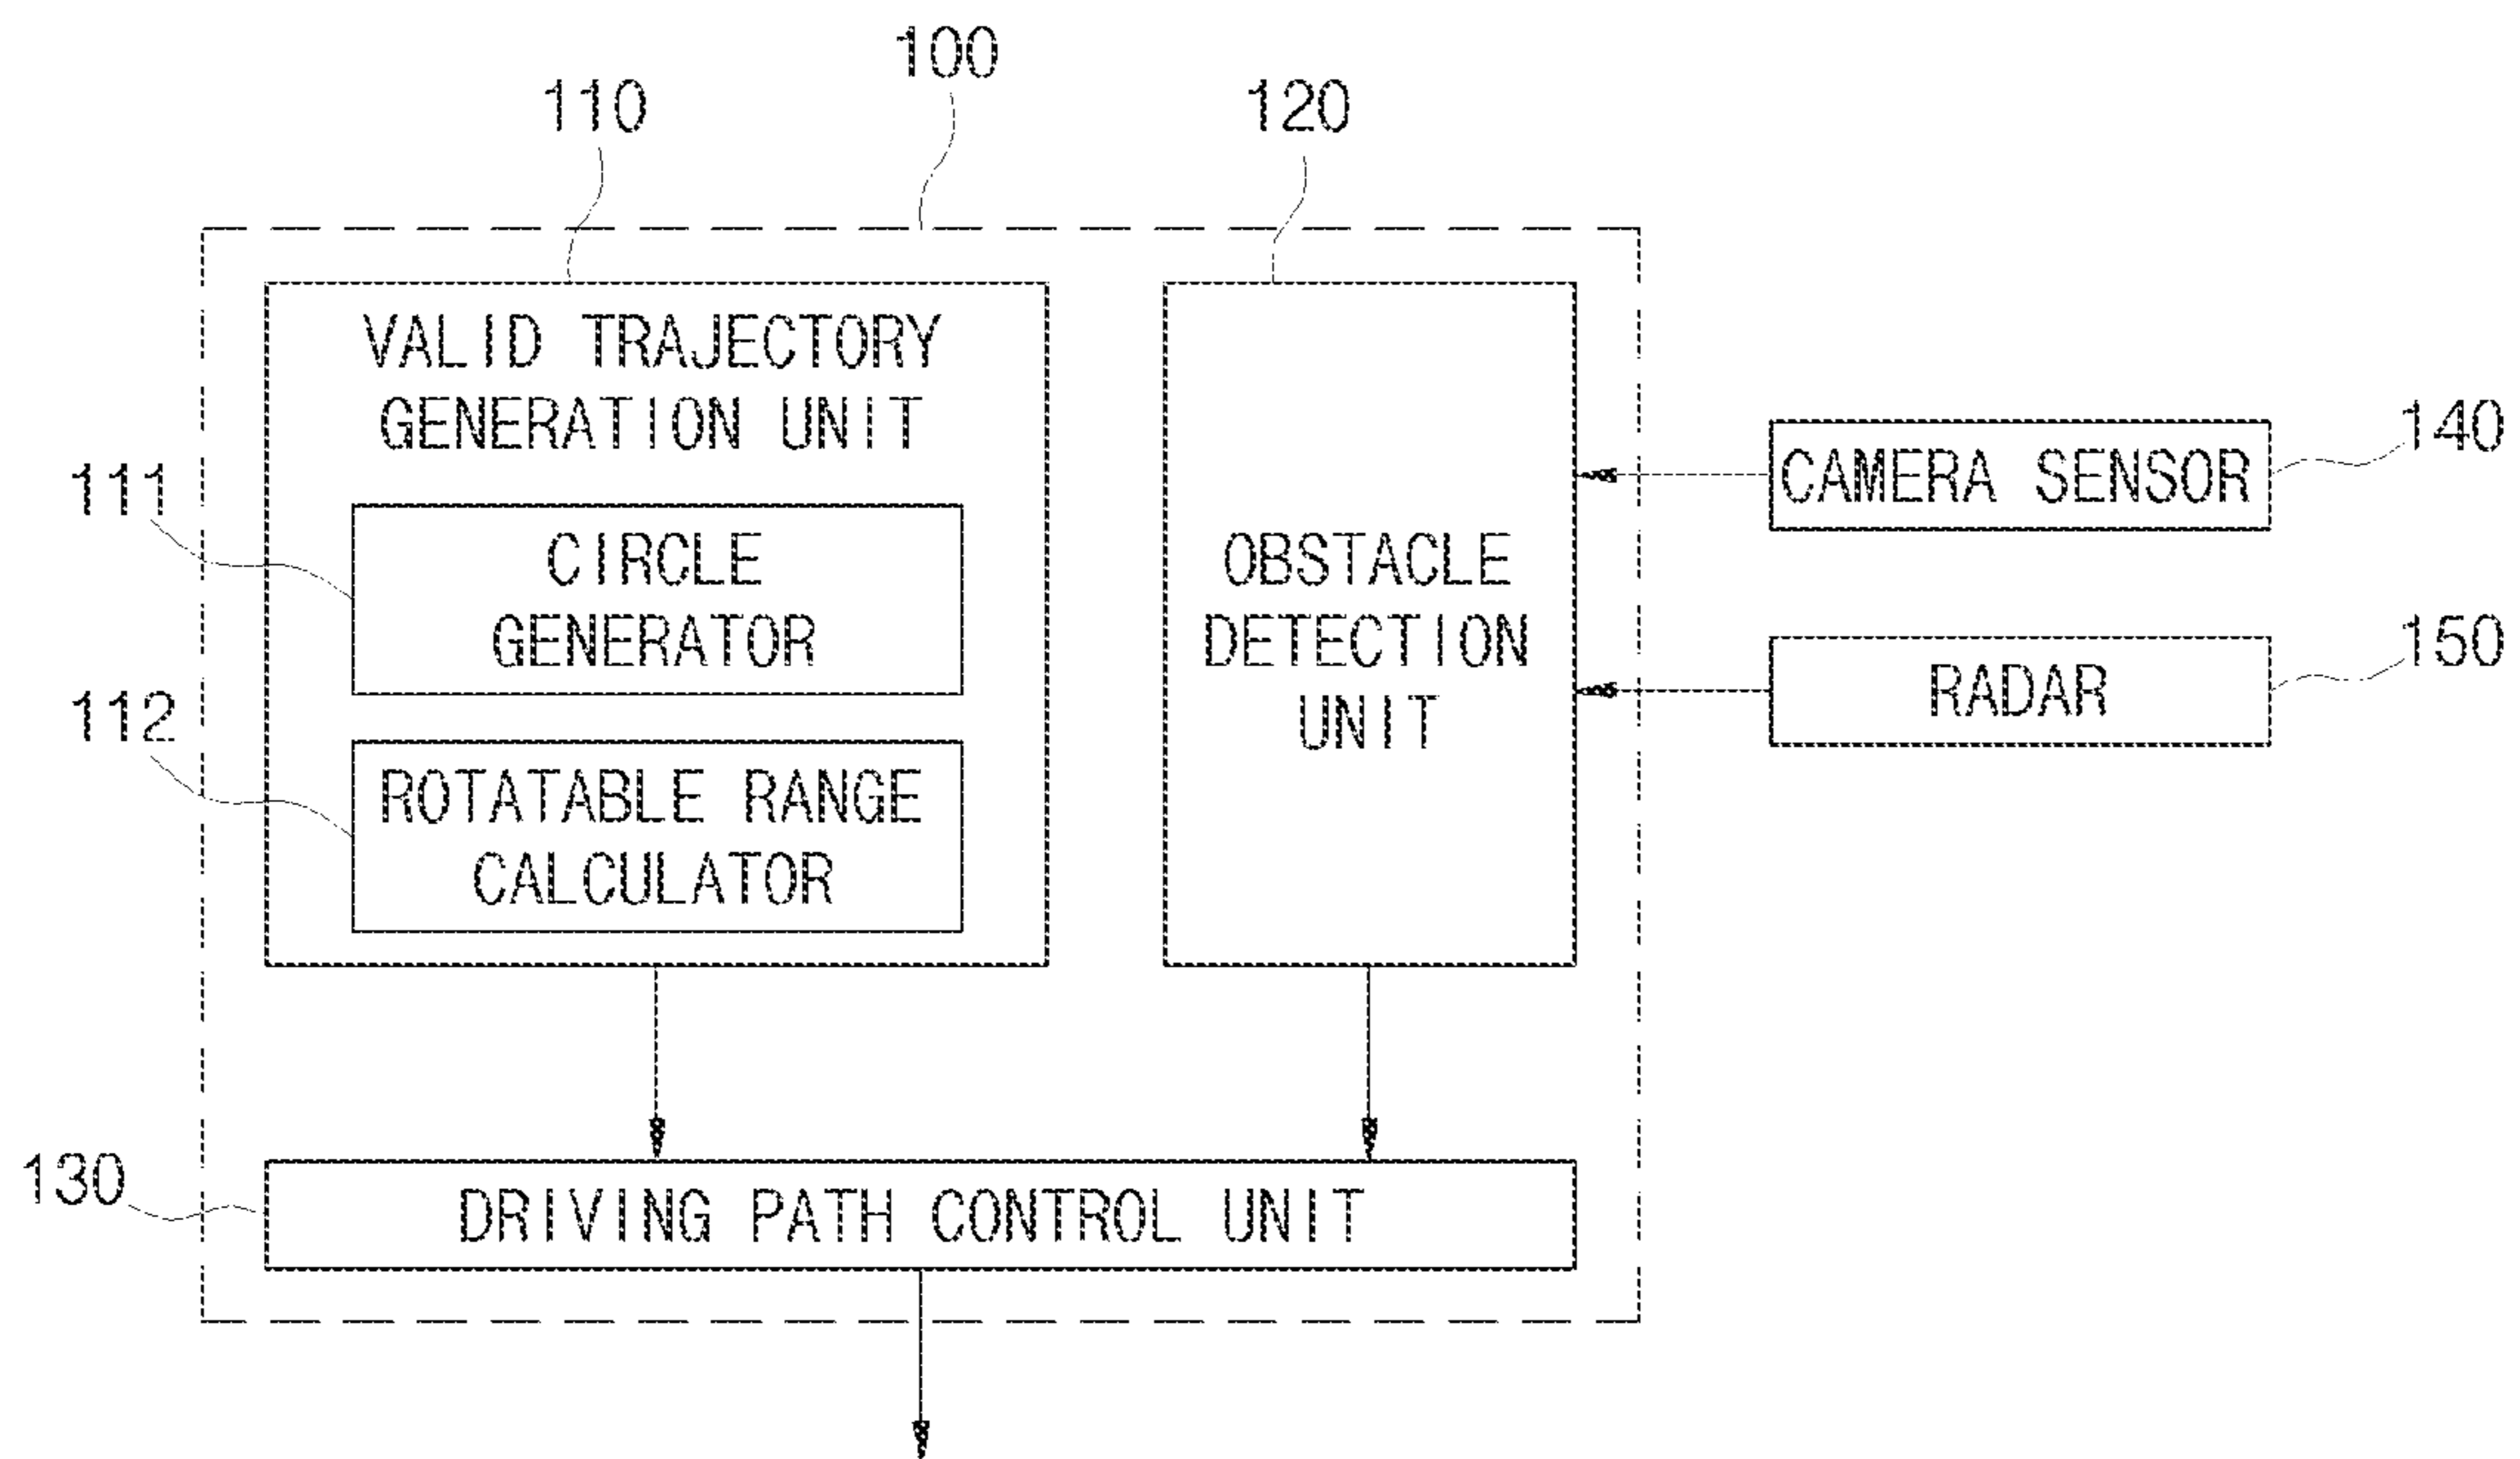 100
110
120
VALID TRAJECTORY
GENERATION UNIT
111
CIRCLE
GENERATOR
112
ROTATABLE RANGE
CALCULATOR
OBSTACLE
DETECTION
UNIT
CAMERA SENSOR
140
RADAR
150
130
DRIVING PATH CONTROL UNIT